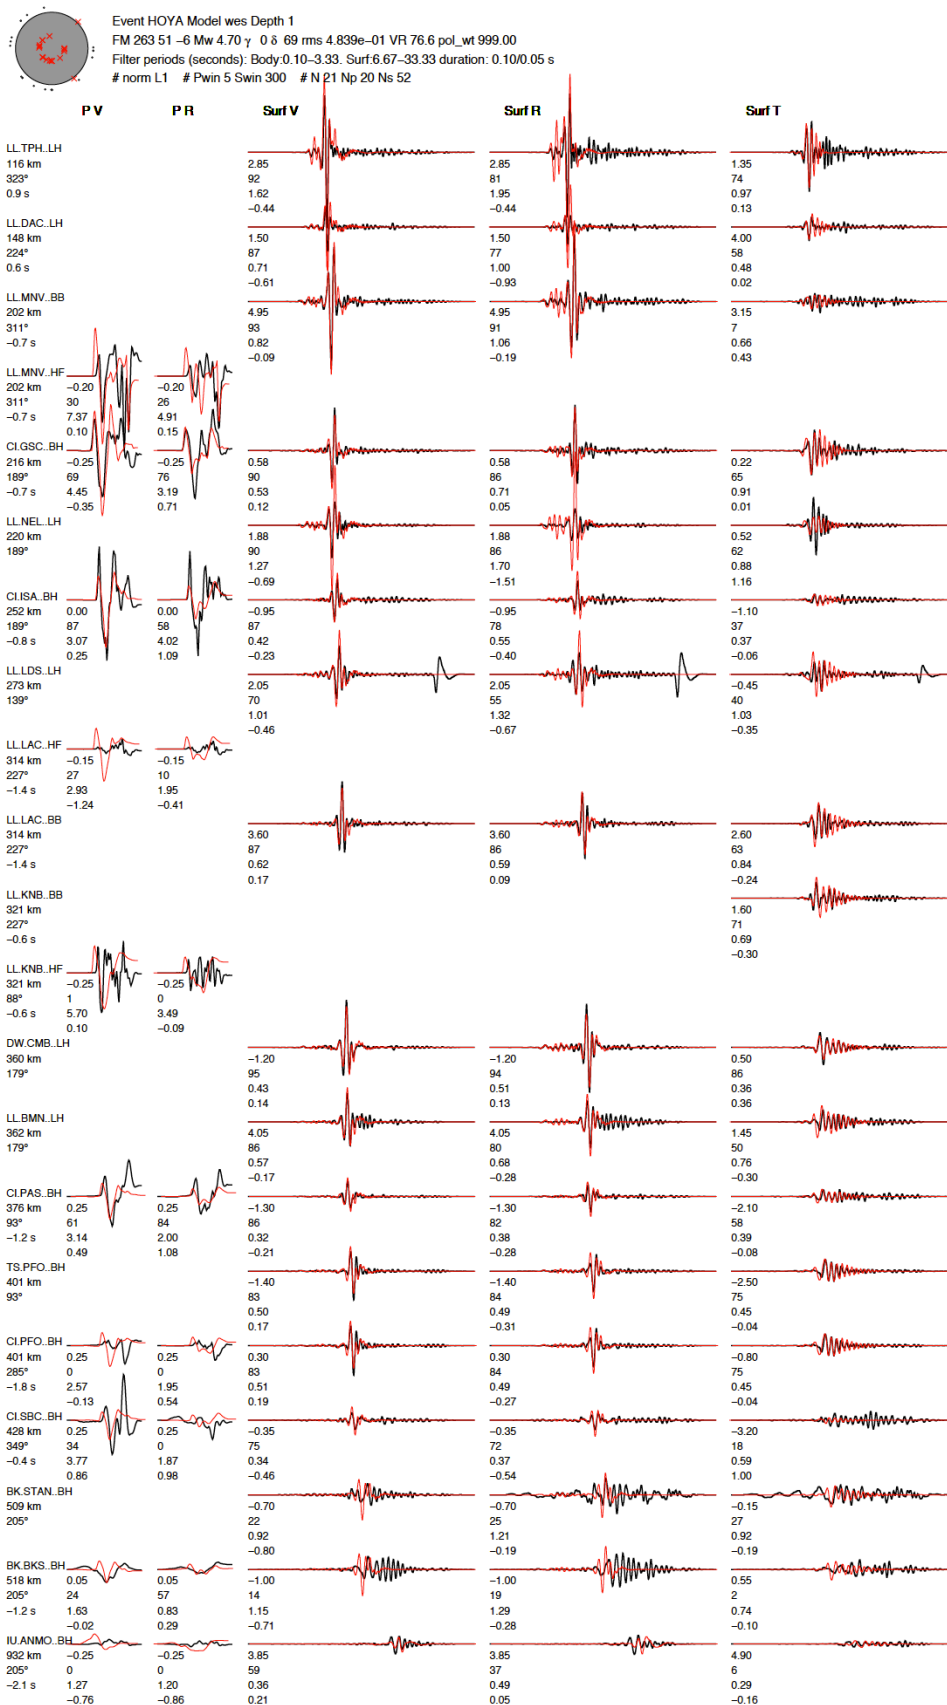 Event HOYA Model wes Depth 1
FM 263 51 −6 Mw 4.70 γ 0 δ 69 rms 4.839e−01 VR 76.6 pol_wt 999.00
Filter periods (seconds): Body:0.10−3.33. Surf:6.67−33.33 duration: 0.10/0.05 s
# norm L1 # Pwin 5 Swin 300 # N 21 Np 20 Ns 52
P V P R Surf V Surf R Surf T
LL.TPH..LH
116 km 2.85 2.85 1.35
323° 92 81 74
0.9 s 1.62 1.95 0.97
−0.44 −0.44 0.13
LL.DAC..LH
148 km 1.50 1.50 4.00
224° 87 77 58
0.6 s 0.71 1.00 0.48
−0.61 −0.93 0.02
LL.MNV..BB
202 km 4.95 4.95 3.15
311° 93 91 7
−0.7 s 0.82 1.06 0.66
−0.09 −0.19 0.43
LL.MNV..HF
202 km −0.20 −0.20
311° 30 26
−0.7 s 7.37 4.91
0.10 0.15
CI.GSC..BH
216 km −0.25 −0.25 0.58 0.58 0.22
189° 69 76 90 86 65
−0.7 s 4.45 3.19 0.53 0.71 0.91
−0.35 0.71 0.12 0.05 0.01
LL.NEL..LH
220 km 1.88 1.88 0.52
189° 90 86 62
1.27 1.70 0.88
−0.69 −1.51 1.16
CI.ISA..BH
252 km 0.00 0.00 −0.95 −0.95 −1.10
189° 87 58 87 78 37
−0.8 s 3.07 4.02 0.42 0.55 0.37
0.25 1.09 −0.23 −0.40 −0.06
LL.LDS..LH
273 km 2.05 2.05 −0.45
139° 70 55 40
1.01 1.32 1.03
−0.46 −0.67 −0.35
LL.LAC..HF
314 km −0.15 −0.15
227° 27 10
−1.4 s 2.93 1.95
−1.24 −0.41
LL.LAC..BB
314 km 3.60 3.60 2.60
227° 87 86 63
−1.4 s 0.62 0.59 0.84
0.17 0.09 −0.24
LL.KNB..BB
321 km 1.60
227° 71
−0.6 s 0.69
−0.30
LL.KNB..HF
321 km −0.25 −0.25
88° 1 0
−0.6 s 5.70 3.49
0.10 −0.09
DW.CMB..LH
360 km −1.20 −1.20 0.50
179° 95 94 86
0.43 0.51 0.36
0.14 0.13 0.36
LL.BMN..LH
362 km 4.05 4.05 1.45
179° 86 80 50
0.57 0.68 0.76
−0.17 −0.28 −0.30
CI.PAS..BH
376 km 0.25 0.25 −1.30 −1.30 −2.10
93° 61 84 86 82 58
−1.2 s 3.14 2.00 0.32 0.38 0.39
0.49 1.08 −0.21 −0.28 −0.08
TS.PFO..BH
401 km −1.40 −1.40 −2.50
93° 83 84 75
0.50 0.49 0.45
0.17 −0.31 −0.04
CI.PFO..BH
401 km 0.25 0.25 0.30 0.30 −0.80
285° 0 0 83 84 75
−1.8 s 2.57 1.95 0.51 0.49 0.45
−0.13 0.54 0.19 −0.27 −0.04
CI.SBC..BH
428 km 0.25 0.25 −0.35 −0.35 −3.20
349° 34 0 75 72 18
−0.4 s 3.77 1.87 0.34 0.37 0.59
0.86 0.98 −0.46 −0.54 1.00
BK.STAN..BH
509 km −0.70 −0.70 −0.15
205° 22 25 27
0.92 1.21 0.92
−0.80 −0.19 −0.19
BK.BKS..BH
518 km 0.05 0.05 −1.00 −1.00 0.55
205° 24 57 14 19 2
−1.2 s 1.63 0.83 1.15 1.29 0.74
−0.02 0.29 −0.71 −0.28 −0.10
IU.ANMO..BH
932 km −0.25 −0.25 3.85 3.85 4.90
205° 0 0 59 37 6
−2.1 s 1.27 1.20 0.36 0.49 0.29
−0.76 −0.86 0.21 0.05 −0.16